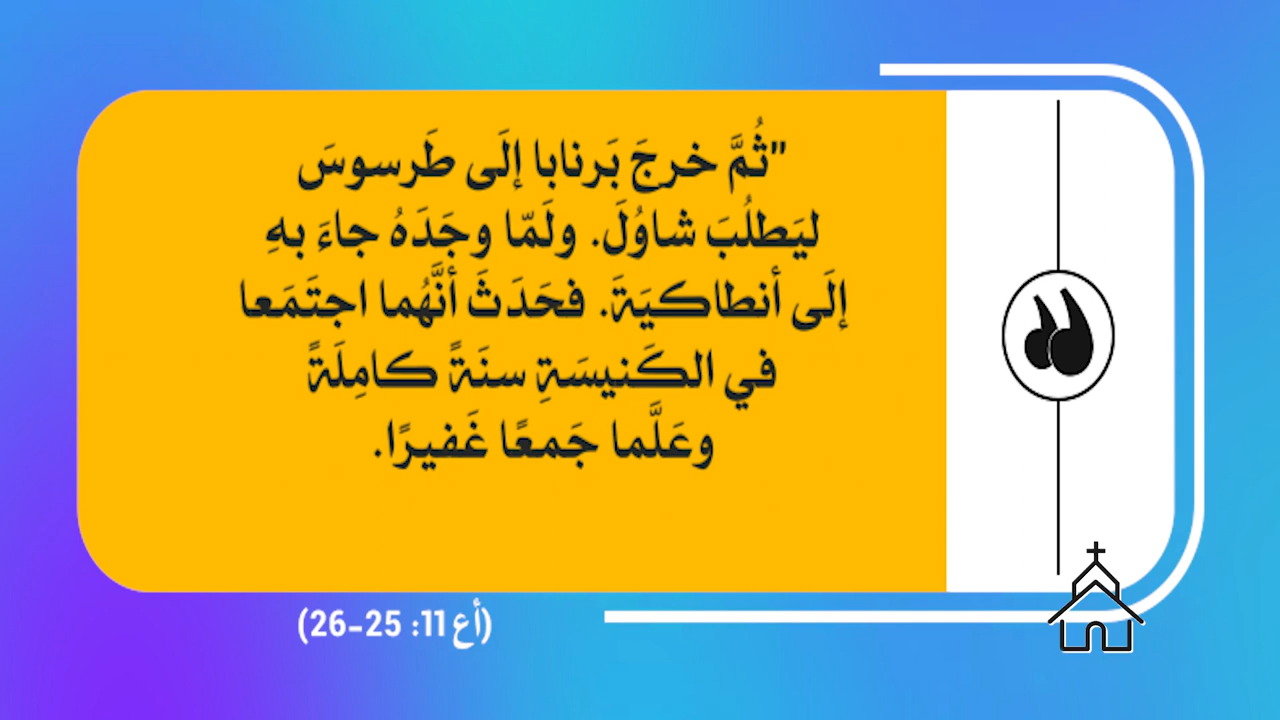 "ثُمَّ خرجَ بَرنابا إلَى طَرسوسَ
ليَطلُبَ شاوُلَ. ولَمّا وجَدَهُ جاءَ بهِ
إلَى أنطاكيَةَ. فحَدَثَ أنَّهُما اجتَمَعا
في الكَنيسَةِ سنَةً كامِلَةً
وعَلَّما جَمعًا غَفيرًا.
(أع 11: 25-26)